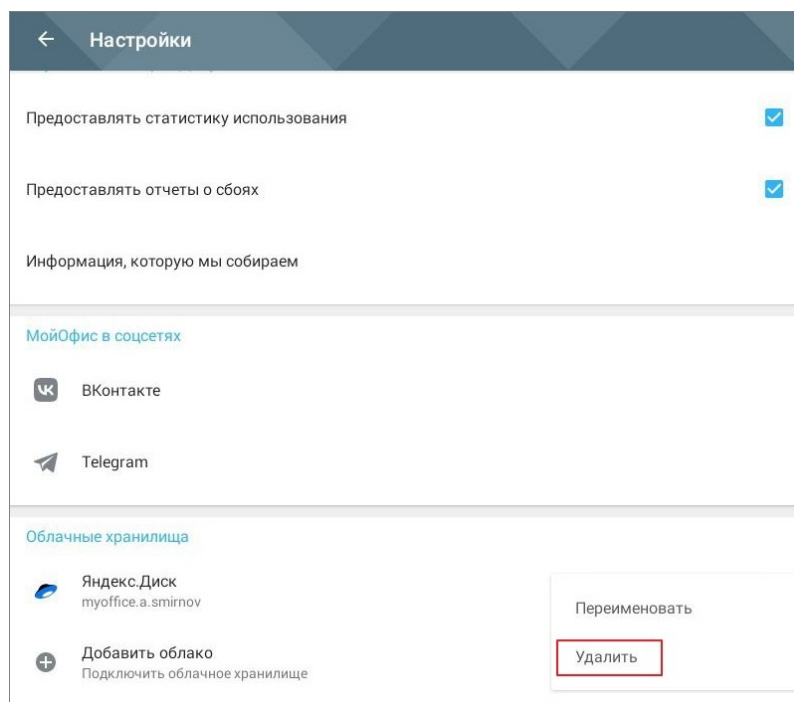 Настройки
Предоставлять статистику использования
Предоставлять отчеты о сбоях
Информация, которую мы собираем
МойОфис в соцсетях
ВКонтакте
Telegram
Облачные хранилища
Яндекс.Диск
myoffice.a.smirnov
Переименовать
Добавить облако
Удалить
Подключить облачное хранилище